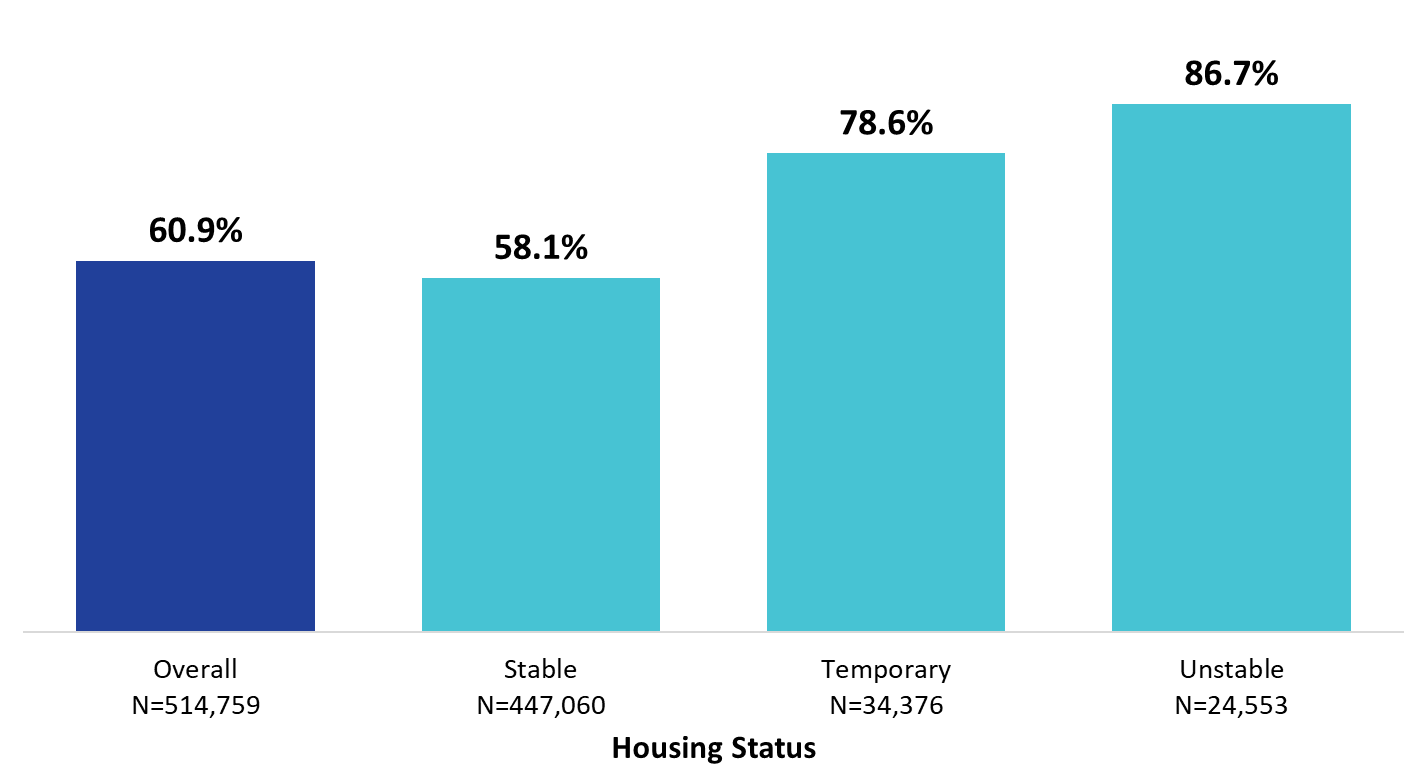 86.7%
78.6%
60.9%
58.1%
Overall
Stable
Temporary
Unstable
N=514,759
N=447,060
N=34,376
N=24,553
Housing Status